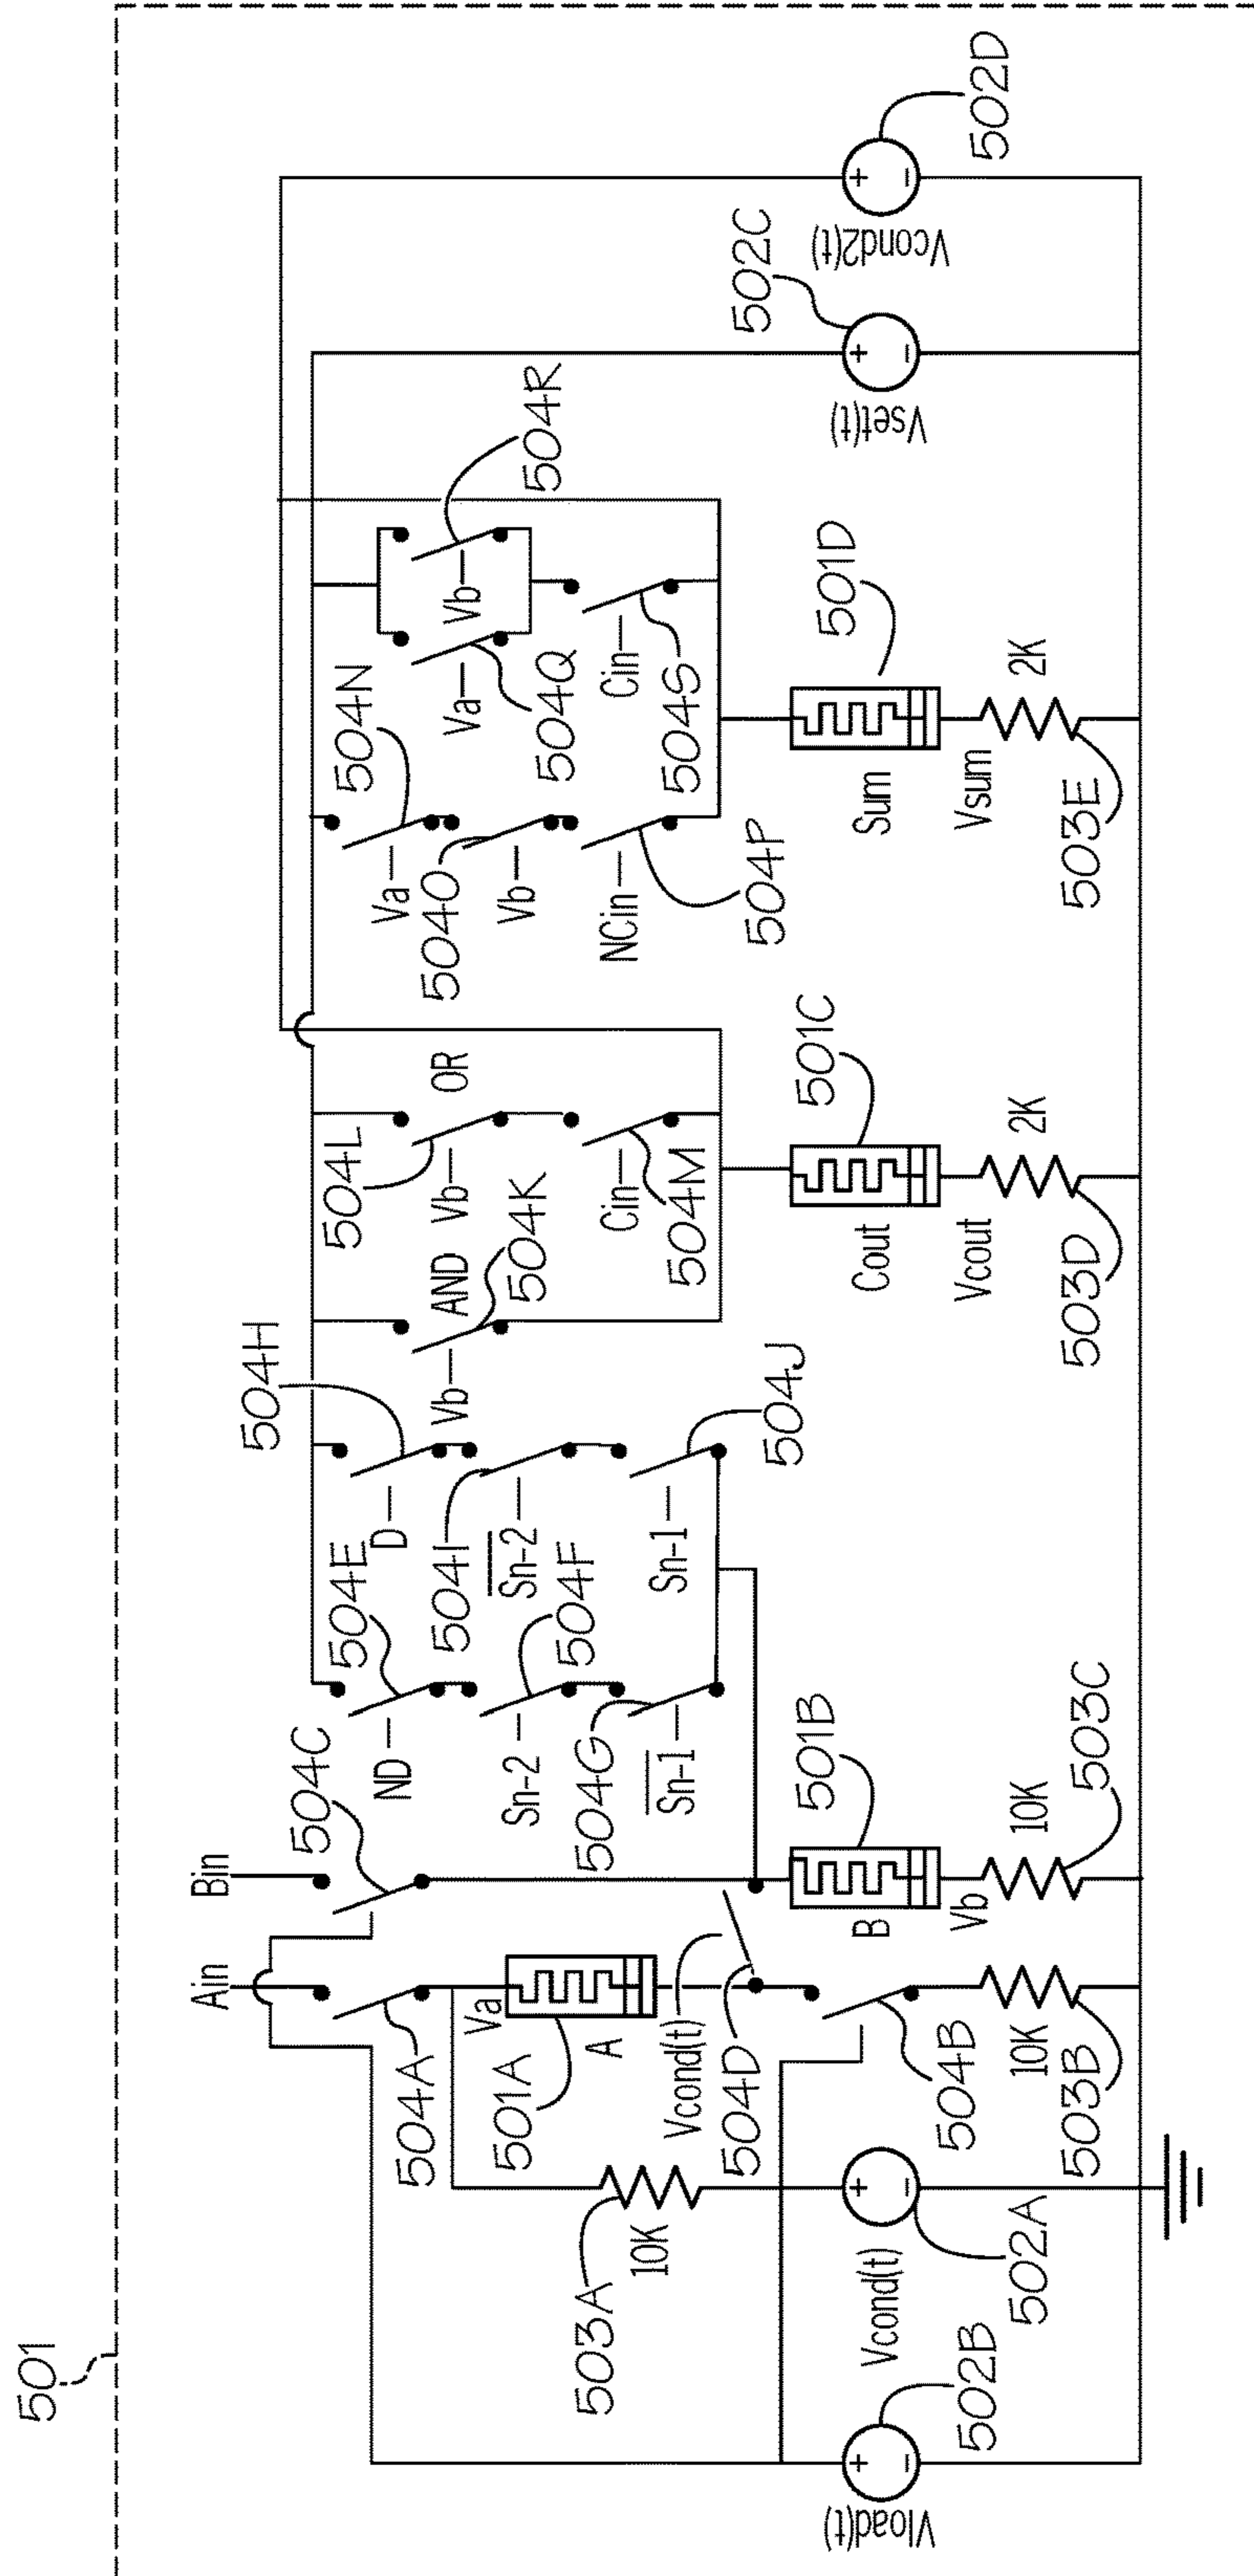 501
Ain
Bin
504A
504C
Va
501A
A
503A
10K
Vcond(t)
504D
504B
10K
503B
Vload(t)
502B
Vcond(t)
502A
B
501B
Vb
10K
503C
ND
504E
Sn-2
504F
504G
Sn-1
504H
D
504I
Sn-2
Sn-1
504J
Vb
AND
504K
504L
Vb
OR
Cin
504M
Cout
501C
Vcout
2K
503D
504N
Va
504O
Vb
NCin
504P
Va
504Q
Vb
504R
Cin
504S
Sum
501D
Vsum
2K
503E
Vset(t)
502C
Vcond2(t)
502D
+
−
+
−
+
−
+
−